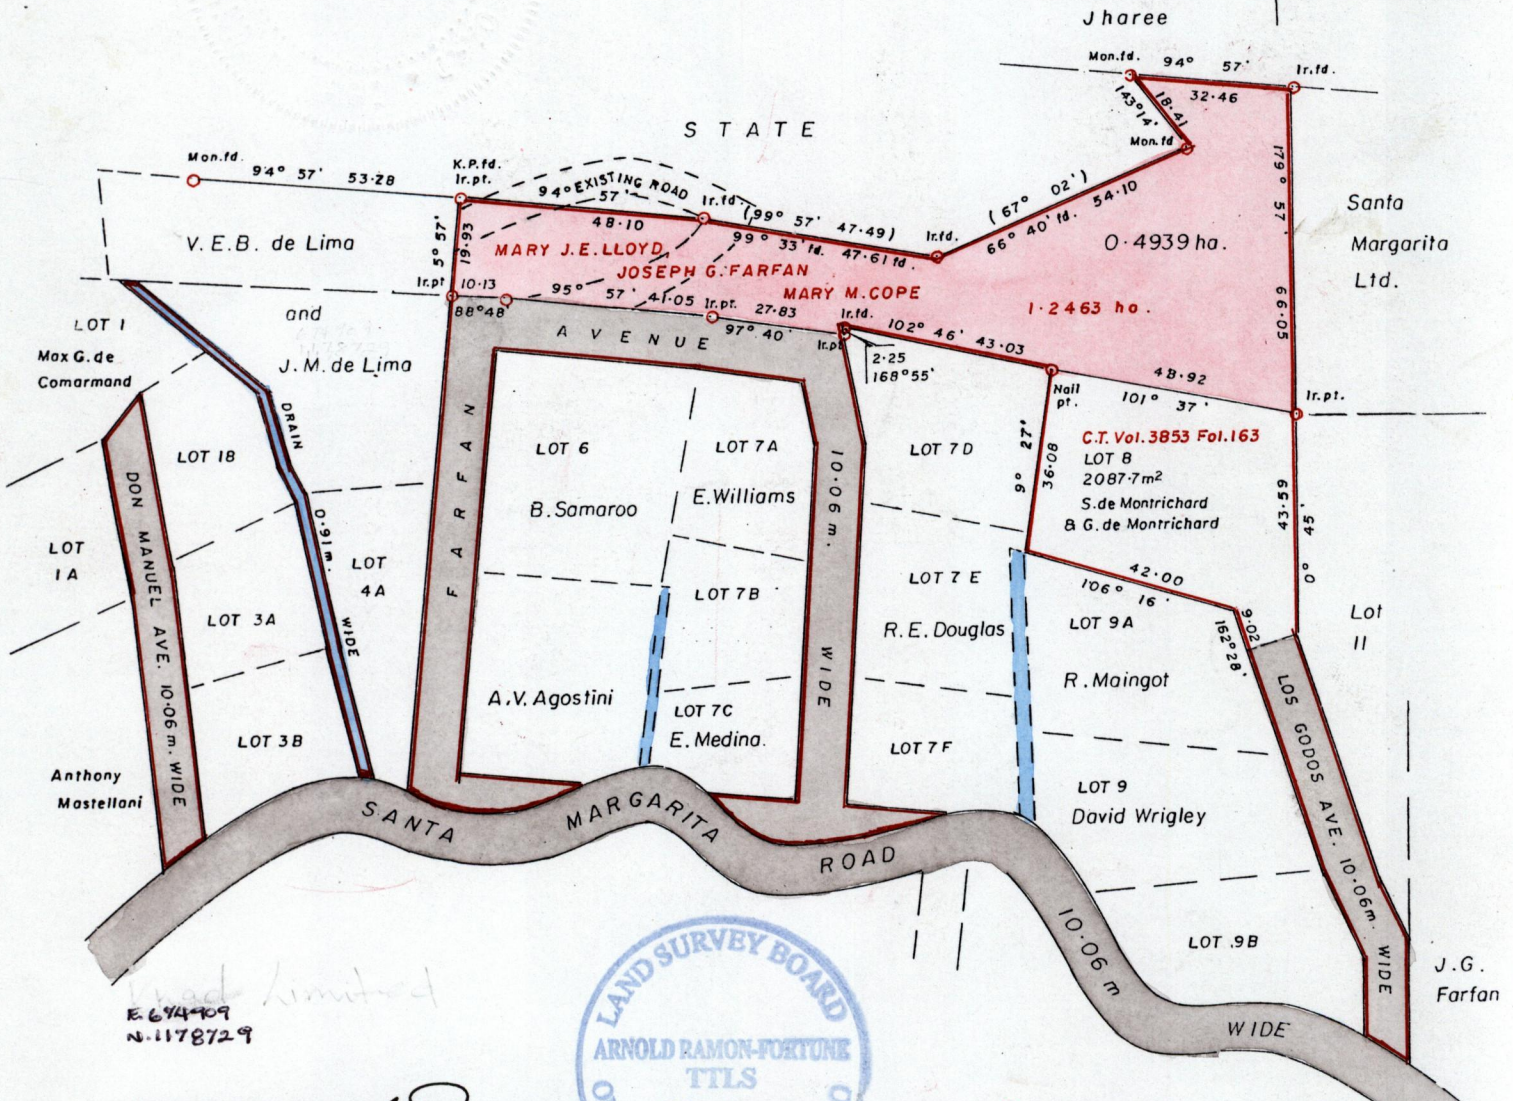 Jharee
Mon.fd. 94° 57' Ir.fd.
32·46
18·41
143°14'
Mon.fd
STATE
Mon.fd. 94° 57' 53·28
K.P.fd.
Ir.pt.
EXISTING ROAD
94° 57'
48·10
Ir.fd.
(99° 57' 47·49)
99° 33' fd. 47·61 fd.
Ir.fd.
(67° 02')
66° 40' fd. 54·10
179° 57'
66·05
Santa
Margarita
Ltd.
V.E.B. de Lima
5° 57'
19·93
MARY J.E. LLOYD
JOSEPH G. FARFAN
MARY M. COPE
0·4939 ha.
1·2463 ha.
Ir.pt
10·13
88°48'
95° 57' 41·05
Ir.pt.
27·83
97° 40'
Ir.fd.
Ir.pt
2·25
168°55'
102° 46' 43·03
Nail
pt.
48·92
101° 37'
Ir.pt.
and
J.M. de Lima
LOT 1
Max G. de
Comarmand
AVENUE
FARFAN
DRAIN
0·91m. WIDE
LOT 1B
LOT 1A
DON MANUEL AVE. 10·06m. WIDE
LOT 4A
LOT 3A
LOT 3B
Anthony
Mastellani
LOT 6
B. Samaroo
LOT 7A
E. Williams
LOT 7B
A.V. Agostini
LOT 7C
E. Medina.
10·06 m. WIDE
LOT 7D
LOT 7E
R.E. Douglas
LOT 7F
9° 27'
36·08
C.T. Vol. 3853 Fol. 163
LOT 8
2087·7m²
S. de Montrichard
& G. de Montrichard
43·59
0° 45'
42·00
106° 16'
9·02
162°28'
LOT 9A
R. Maingot
Lot
11
LOT 9
David Wrigley
LOS GODOS AVE. 10·06m. WIDE
LOT 9B
J.G.
Farfan
SANTA MARGARITA ROAD 10·06 m WIDE
Limited
E.674909
N.1178729
LAND SURVEY BOARD
ARNOLD RAMON-FORTUNE
TTLS